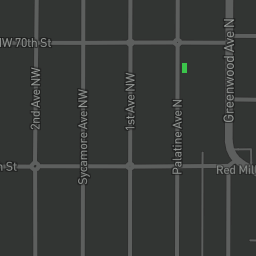 NW 70th St
2nd Ave NW
Sycamore Ave NW
1st Ave NW
Palatine Ave N
Greenwood Ave N
h St
Red Mill